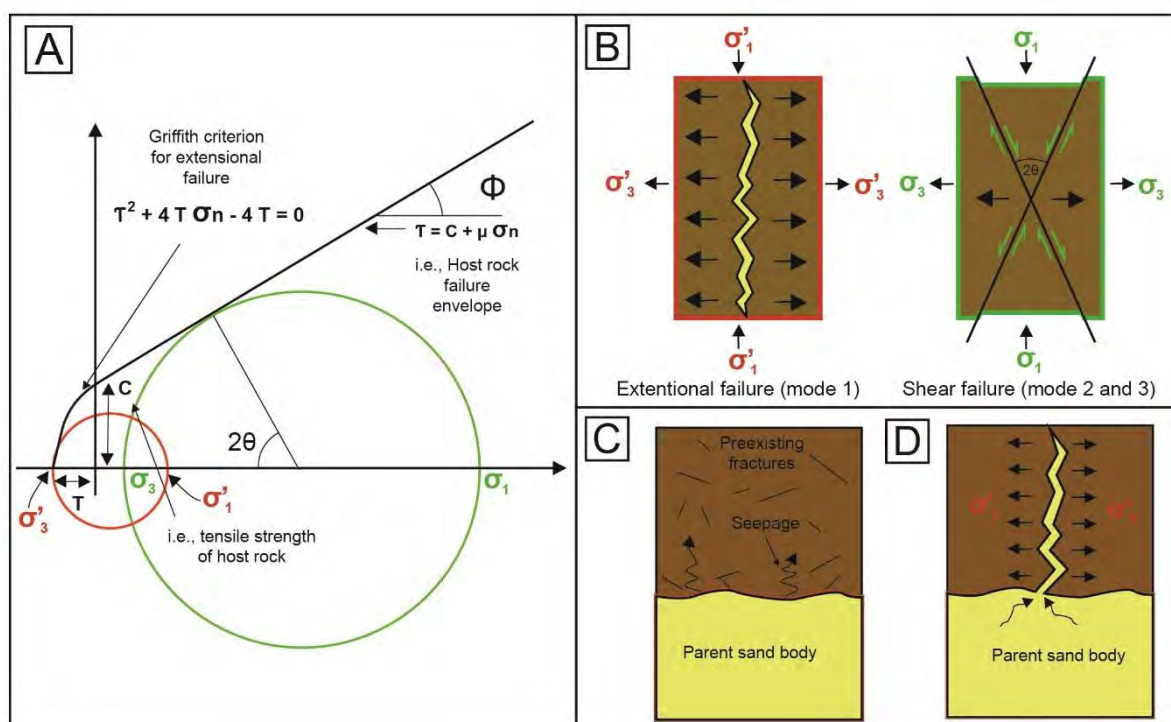 A
Griffith criterion
for extensional
failure
τ² + 4 T σn - 4 T = 0
Φ
τ = C + μ σn
i.e., Host rock
failure
envelope
C
2θ
σ3
σ1
σ'3
T
σ'1
i.e., tensile strength
of host rock
B
σ'1
σ'3
σ'3
σ'1
Extentional failure (mode 1)
σ1
2θ
σ3
σ3
σ1
Shear failure (mode 2 and 3)
C
Preexisting
fractures
Seepage
Parent sand body
D
Parent sand body